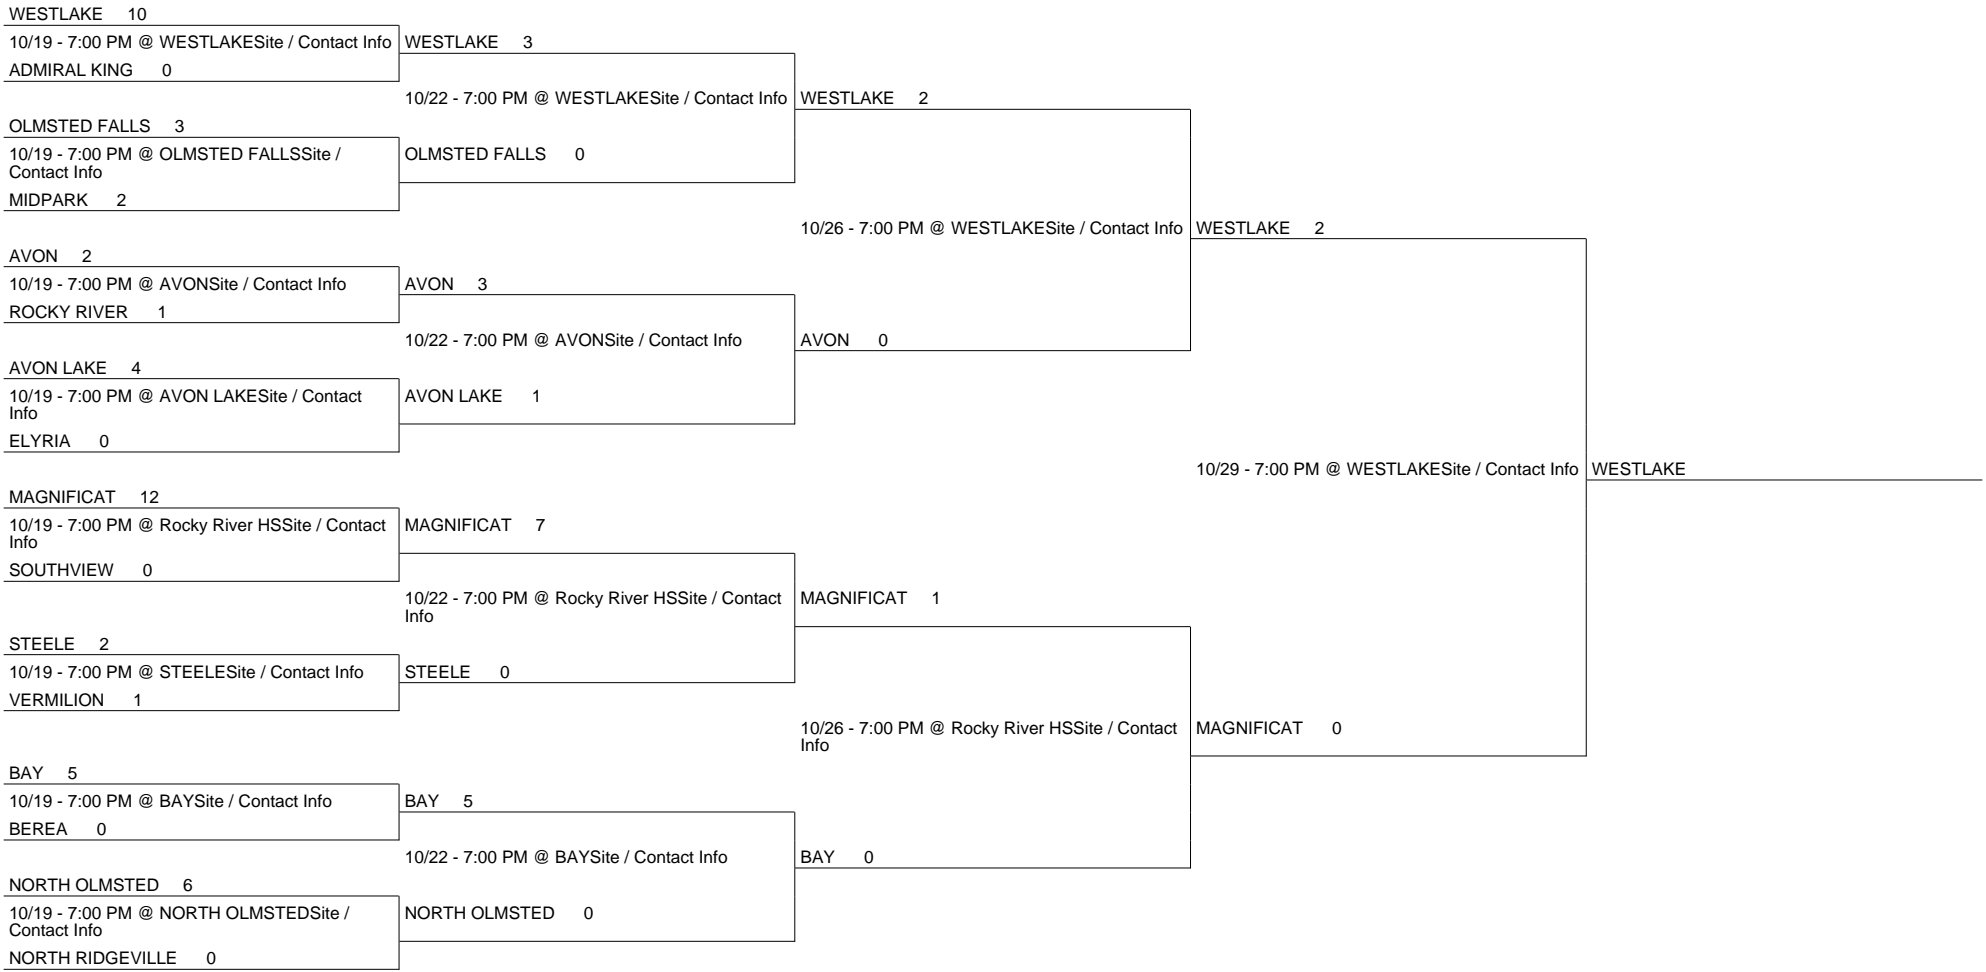 WESTLAKE 10
10/19 - 7:00 PM @ WESTLAKESite / Contact Info
ADMIRAL KING 0
OLMSTED FALLS 3
10/19 - 7:00 PM @ OLMSTED FALLSSite /
Contact Info
MIDPARK 2
AVON 2
10/19 - 7:00 PM @ AVONSite / Contact Info
ROCKY RIVER 1
AVON LAKE 4
10/19 - 7:00 PM @ AVON LAKESite / Contact
Info
ELYRIA 0
MAGNIFICAT 12
10/19 - 7:00 PM @ Rocky River HSSite / Contact
Info
SOUTHVIEW 0
STEELE 2
10/19 - 7:00 PM @ STEELESite / Contact Info
VERMILION 1
BAY 5
10/19 - 7:00 PM @ BAYSite / Contact Info
BEREA 0
NORTH OLMSTED 6
10/19 - 7:00 PM @ NORTH OLMSTEDSite /
Contact Info
NORTH RIDGEVILLE 0
WESTLAKE 3
10/22 - 7:00 PM @ WESTLAKESite / Contact Info
OLMSTED FALLS 0
AVON 3
10/22 - 7:00 PM @ AVONSite / Contact Info
AVON LAKE 1
MAGNIFICAT 7
10/22 - 7:00 PM @ Rocky River HSSite / Contact
Info
STEELE 0
BAY 5
10/22 - 7:00 PM @ BAYSite / Contact Info
NORTH OLMSTED 0
WESTLAKE 2
10/26 - 7:00 PM @ WESTLAKESite / Contact Info
AVON 0
MAGNIFICAT 1
10/26 - 7:00 PM @ Rocky River HSSite / Contact
Info
BAY 0
WESTLAKE 2
10/29 - 7:00 PM @ WESTLAKESite / Contact Info
MAGNIFICAT 0
WESTLAKE